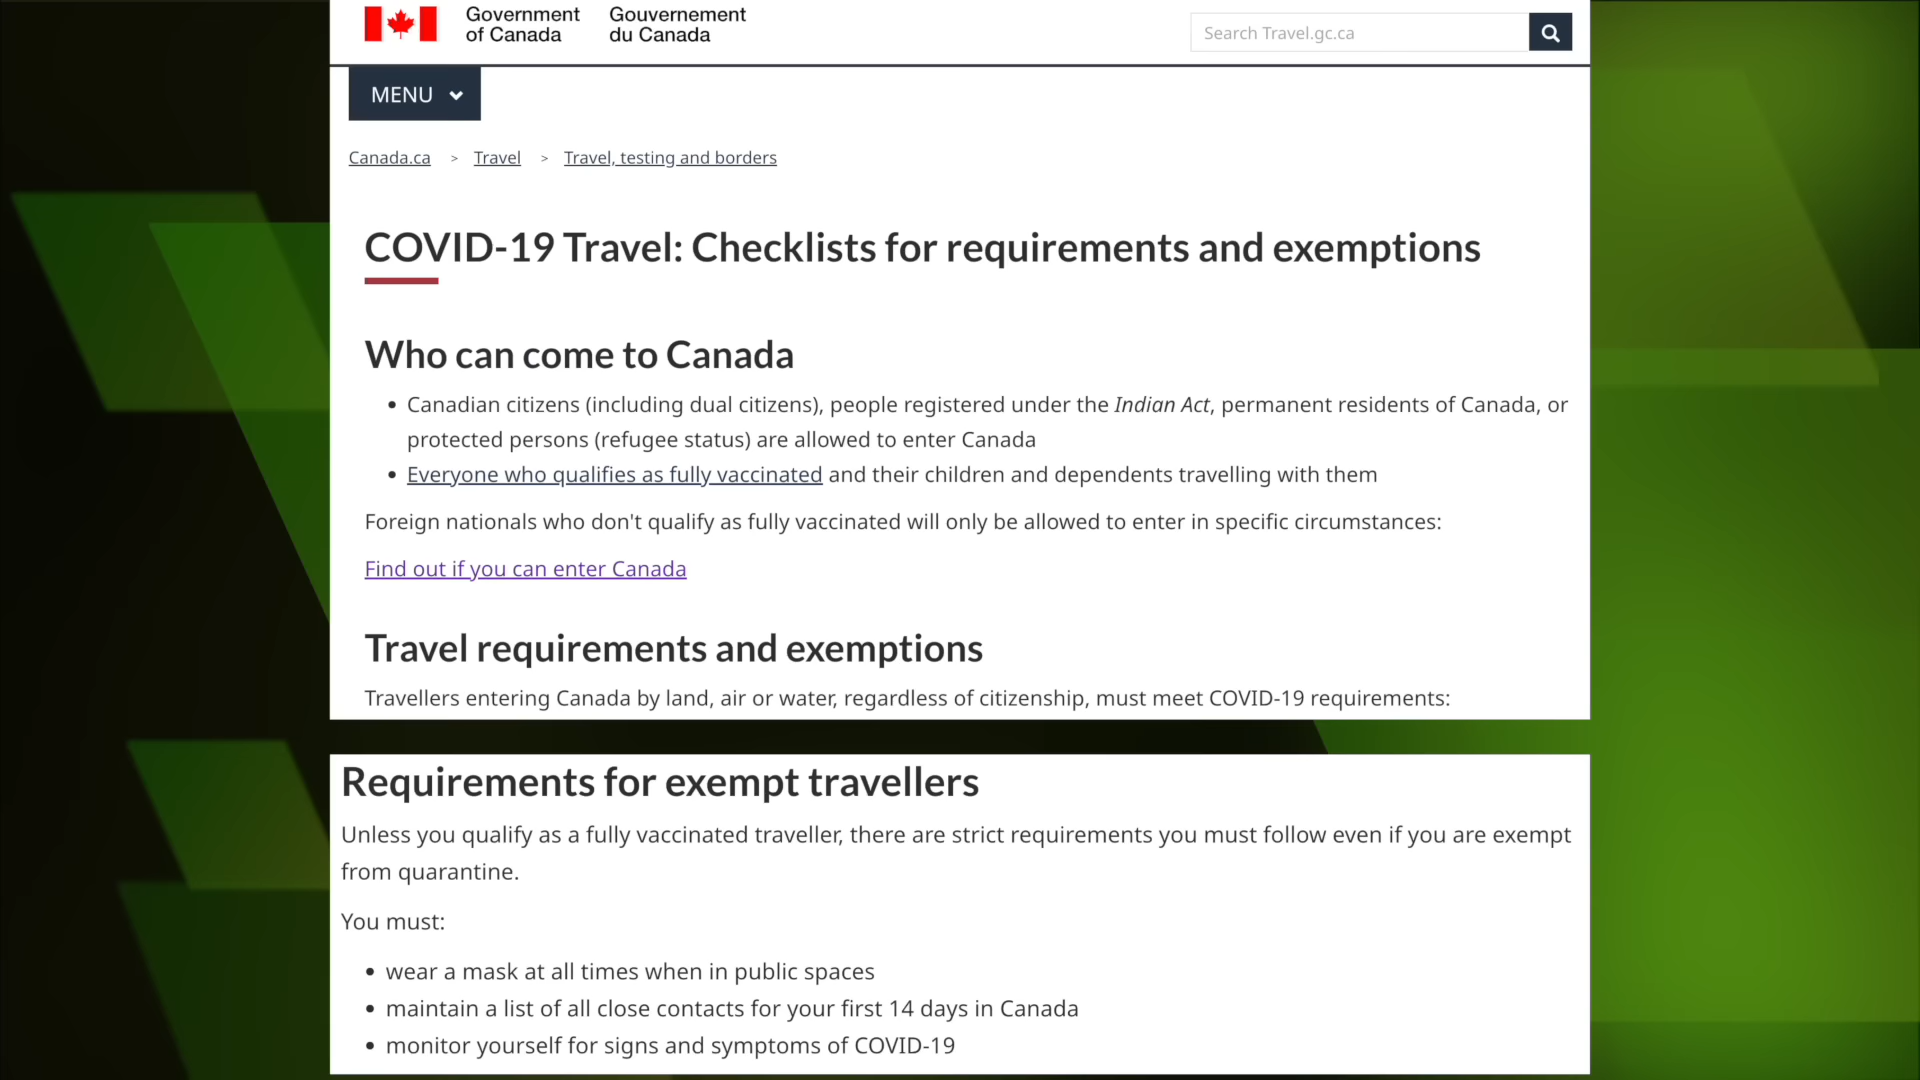 Government of Canada
Gouvernement du Canada
Search Travel.gc.ca
MENU
Canada.ca > Travel > Travel, testing and borders
COVID-19 Travel: Checklists for requirements and exemptions
Who can come to Canada
• Canadian citizens (including dual citizens), people registered under the Indian Act, permanent residents of Canada, or
protected persons (refugee status) are allowed to enter Canada
• Everyone who qualifies as fully vaccinated and their children and dependents travelling with them
Foreign nationals who don't qualify as fully vaccinated will only be allowed to enter in specific circumstances:
Find out if you can enter Canada
Travel requirements and exemptions
Travellers entering Canada by land, air or water, regardless of citizenship, must meet COVID-19 requirements:
Requirements for exempt travellers
Unless you qualify as a fully vaccinated traveller, there are strict requirements you must follow even if you are exempt
from quarantine.
You must:
• wear a mask at all times when in public spaces
• maintain a list of all close contacts for your first 14 days in Canada
• monitor yourself for signs and symptoms of COVID-19